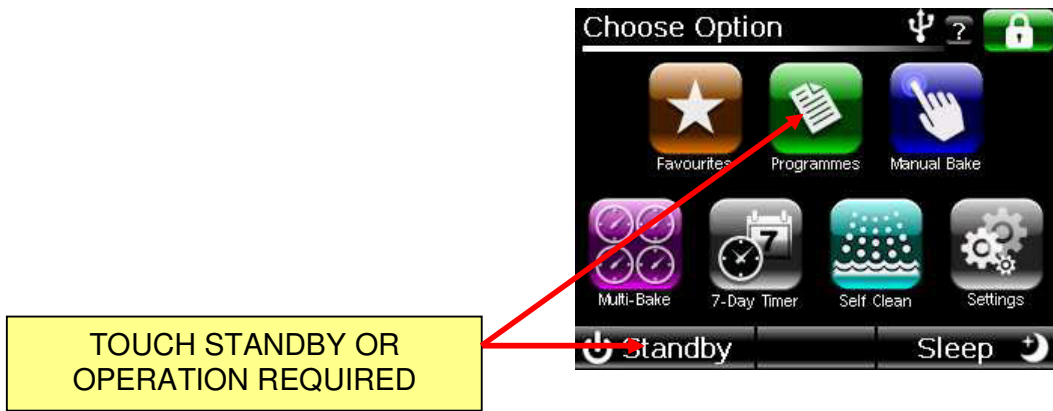 Choose Option
?
Favourites
Programmes
Manual Bake
7
Multi-Bake
7-Day Timer
Self Clean
Settings
TOUCH STANDBY OR
OPERATION REQUIRED
Standby
Sleep